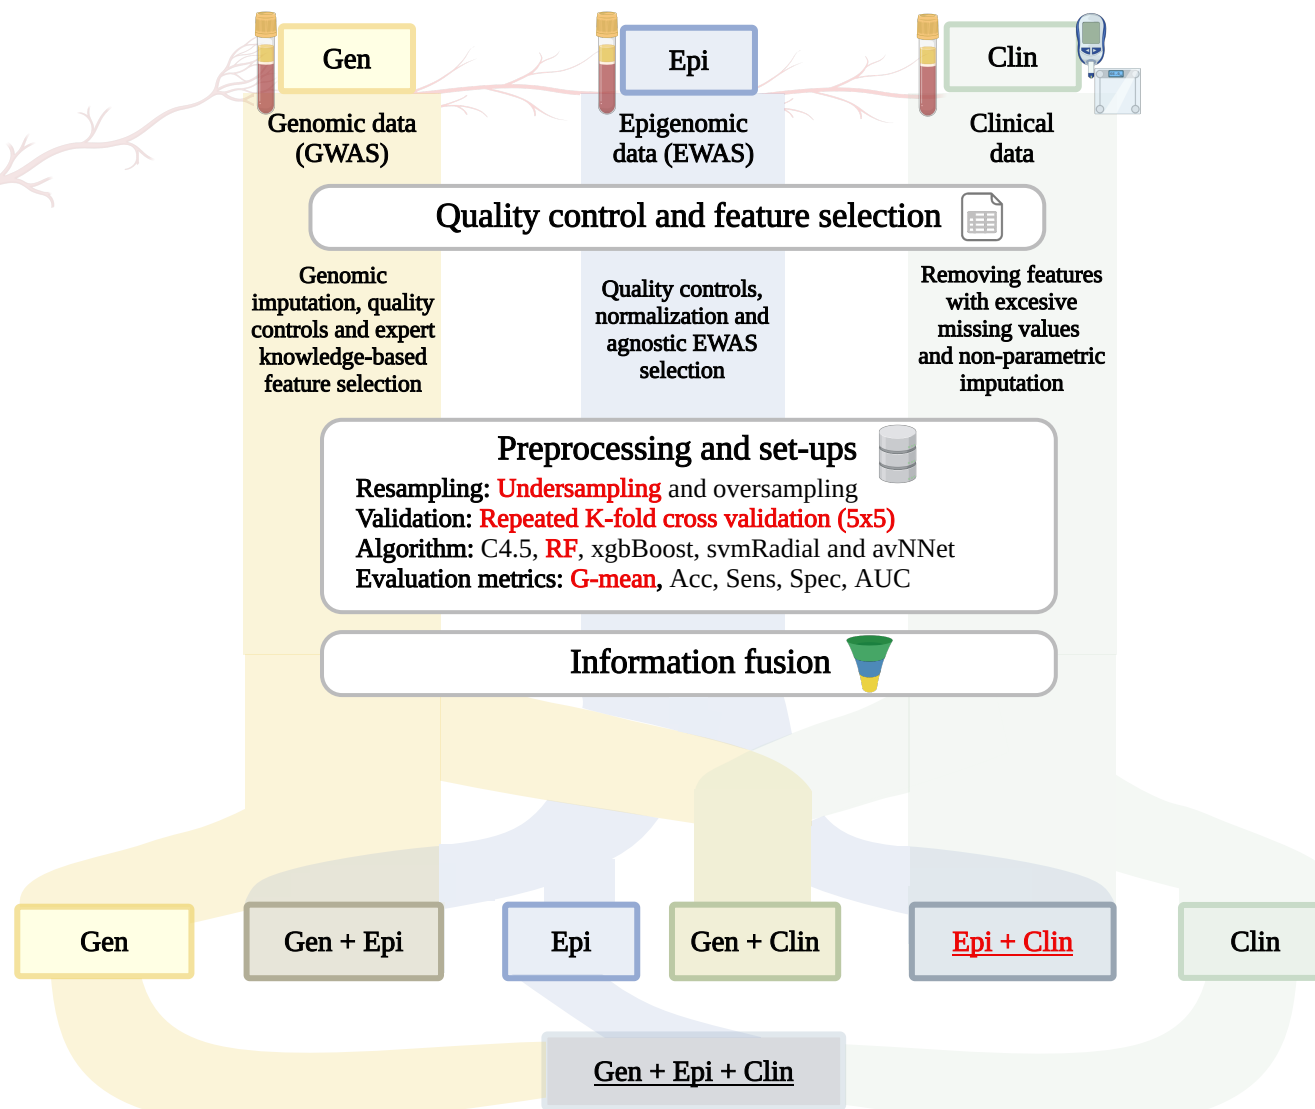 Gen
Epi
Clin
Genomic data
(GWAS)
Epigenomic
data (EWAS)
Clinical
data
Quality control and feature selection
Genomic
imputation, quality
controls and expert
knowledge-based
feature selection
Quality controls,
normalization and
agnostic EWAS
selection
Removing features
with excesive
missing values
and non-parametric
imputation
Preprocessing and set-ups
Resampling: Undersampling and oversampling
Validation: Repeated K-fold cross validation (5x5)
Algorithm: C4.5, RF, xgbBoost, svmRadial and avNNet
Evaluation metrics: G-mean, Acc, Sens, Spec, AUC
Information fusion
Gen
Gen + Epi
Epi
Gen + Clin
Epi + Clin
Clin
Gen + Epi + Clin